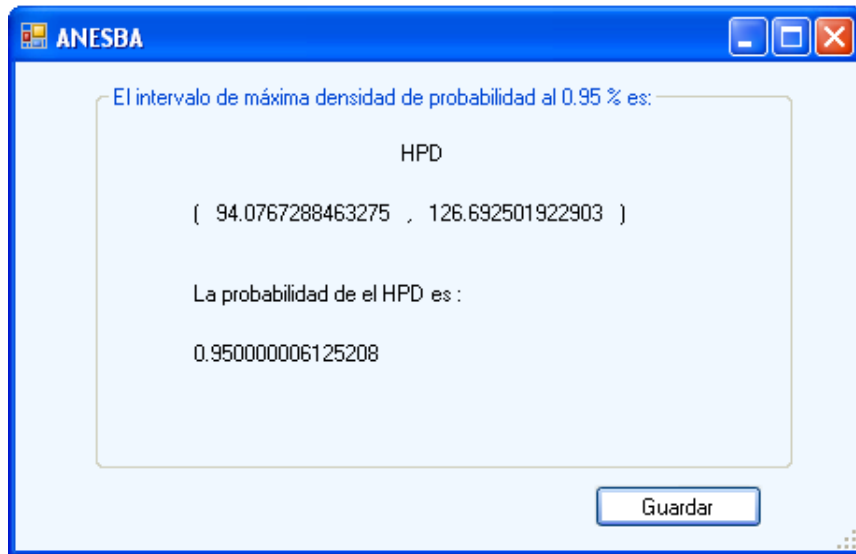 ANESBA
El intervalo de máxima densidad de probabilidad al 0.95 % es:
HPD
( 94.0767288463275 , 126.692501922903 )
La probabilidad de el HPD es :
0.950000006125208
Guardar